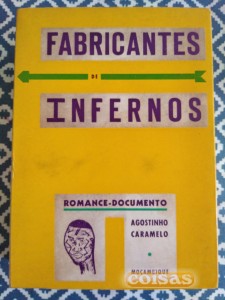 FABRICANTES
DE
INFERNOS
ROMANCE-DOCUMENTO
AGOSTINHO
CARAMELO
MOÇAMBIQUE
coisas